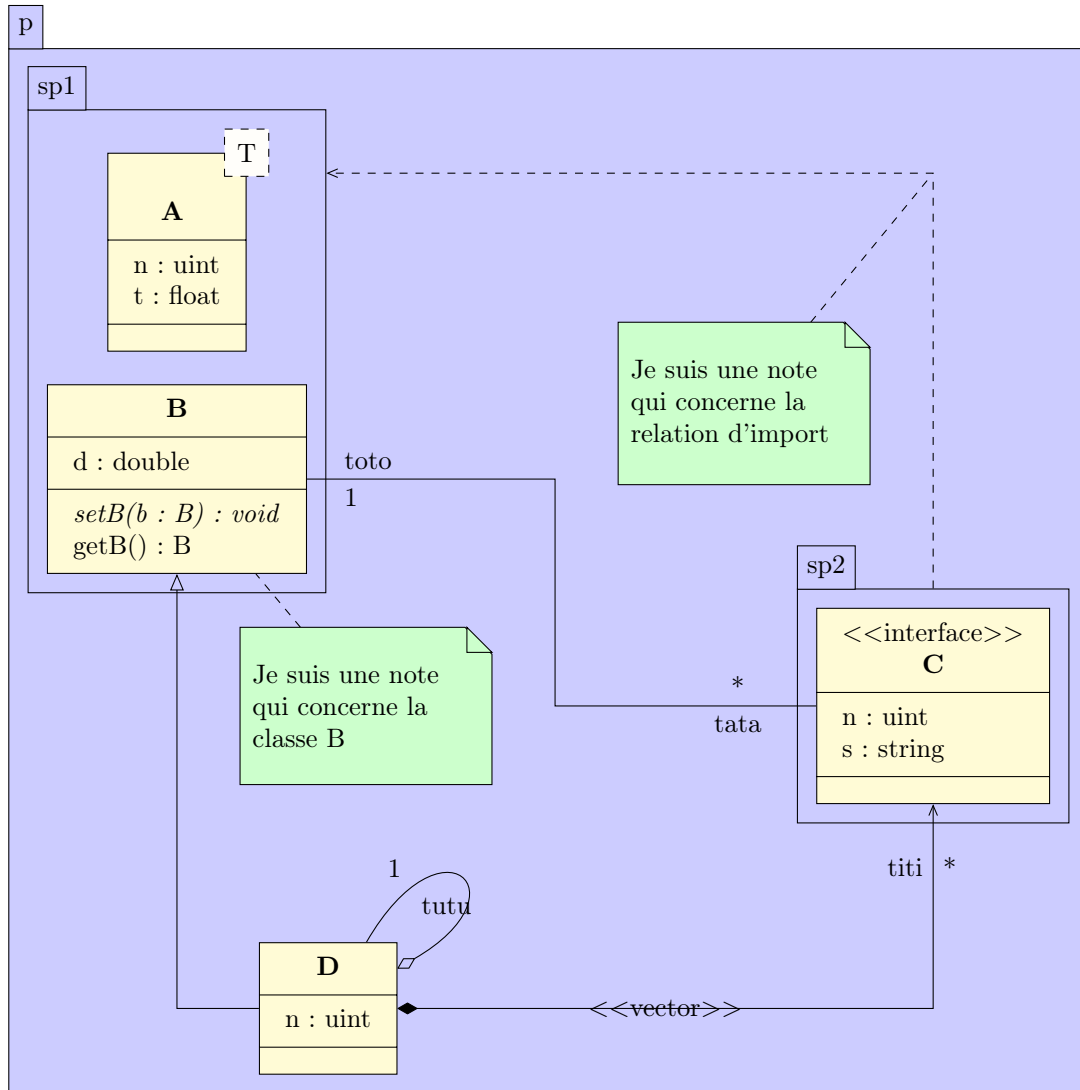 p
sp1
T
A
n : uint
t : float
Je suis une note
qui concerne la
relation d'import
B
d : double
setB(b : B) : void
getB() : B
toto
1
sp2
<<interface>>
C
n : uint
s : string
*
tata
Je suis une note
qui concerne la
classe B
titi
*
1
tutu
D
n : uint
<<vector>>